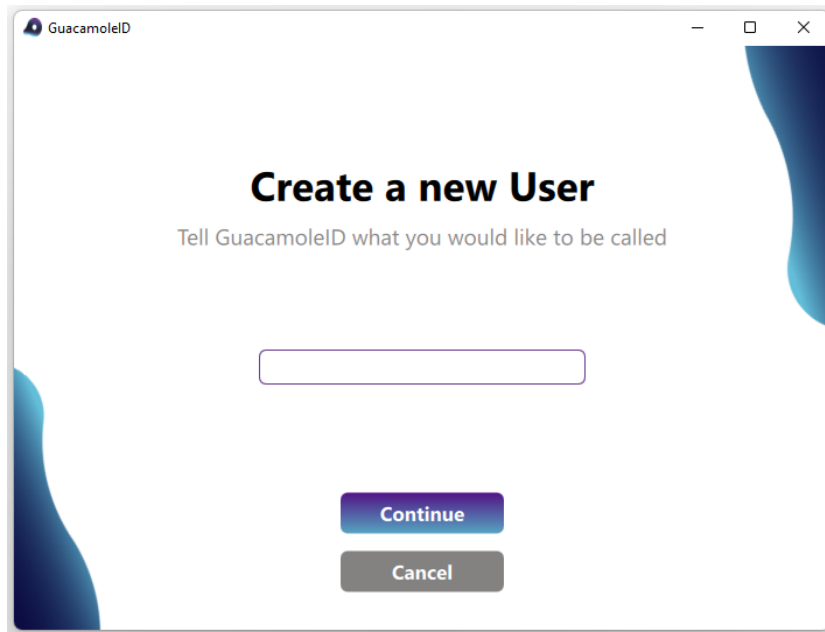 GuacamoleID
Create a new User
Tell GuacamoleID what you would like to be called
Continue
Cancel